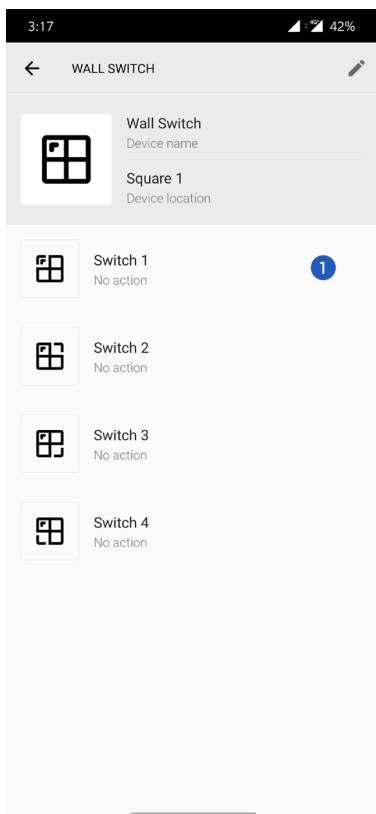 3:17
4G+ 42%
WALL SWITCH
Wall Switch
Device name
Square 1
Device location
Switch 1
No action
1
Switch 2
No action
Switch 3
No action
Switch 4
No action